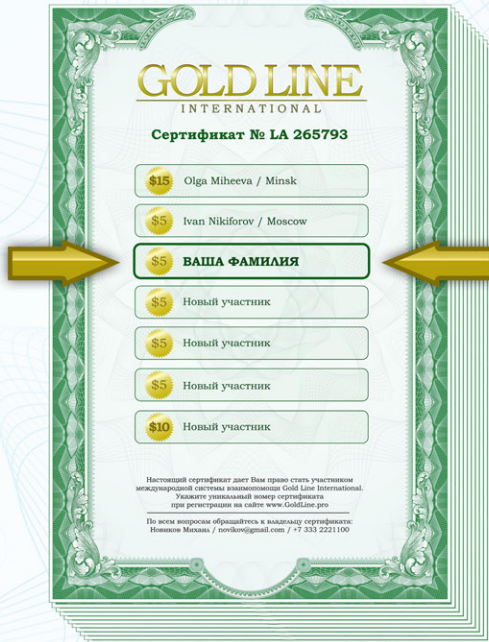 GOLD LINE
INTERNATIONAL
Сертификат № LA 265793
$15 Olga Miheeva / Minsk
$5 Ivan Nikiforov / Moscow
$5 ВАША ФАМИЛИЯ
$5 Новый участник
$5 Новый участник
$5 Новый участник
$10 Новый участник
Настоящий сертификат дает Вам право стать участником
международной системы взаимопомощи Gold Line International.
Укажите уникальный номер сертификата
при регистрации на сайте www.GoldLine.pro
По всем вопросам обращайтесь к владельцу сертификата:
Новиков Михаил / novikov@gmail.com / +7 333 2221100